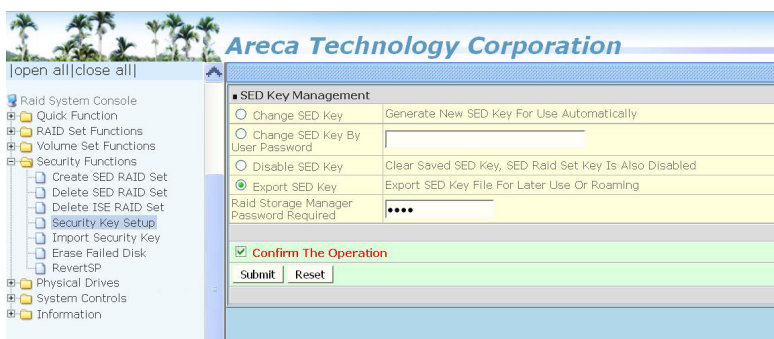 Areca Technology Corporation
|open all|close all|
Raid System Console
Quick Function
RAID Set Functions
Volume Set Functions
Security Functions
Create SED RAID Set
Delete SED RAID Set
Delete ISE RAID Set
Security Key Setup
Import Security Key
Erase Failed Disk
RevertSP
Physical Drives
System Controls
Information
SED Key Management
Change SED Key Generate New SED Key For Use Automatically
Change SED Key By
User Password
Disable SED Key Clear Saved SED Key, SED Raid Set Key Is Also Disabled
Export SED Key Export SED Key File For Later Use Or Roaming
Raid Storage Manager
Password Required ••••
Confirm The Operation
Submit Reset